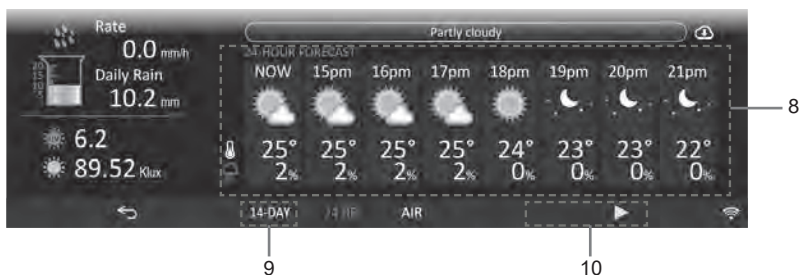 Rate
0.0 mm/h
Daily Rain
10.2 mm
6.2
89.52 Klux
Partly cloudy
24-HOUR FORECAST
NOW 15pm 16pm 17pm 18pm 19pm 20pm 21pm
25° 25° 25° 25° 24° 23° 23° 22°
2% 2% 2% 2% 0% 0% 0% 0%
14-DAY AIR
8
9 10